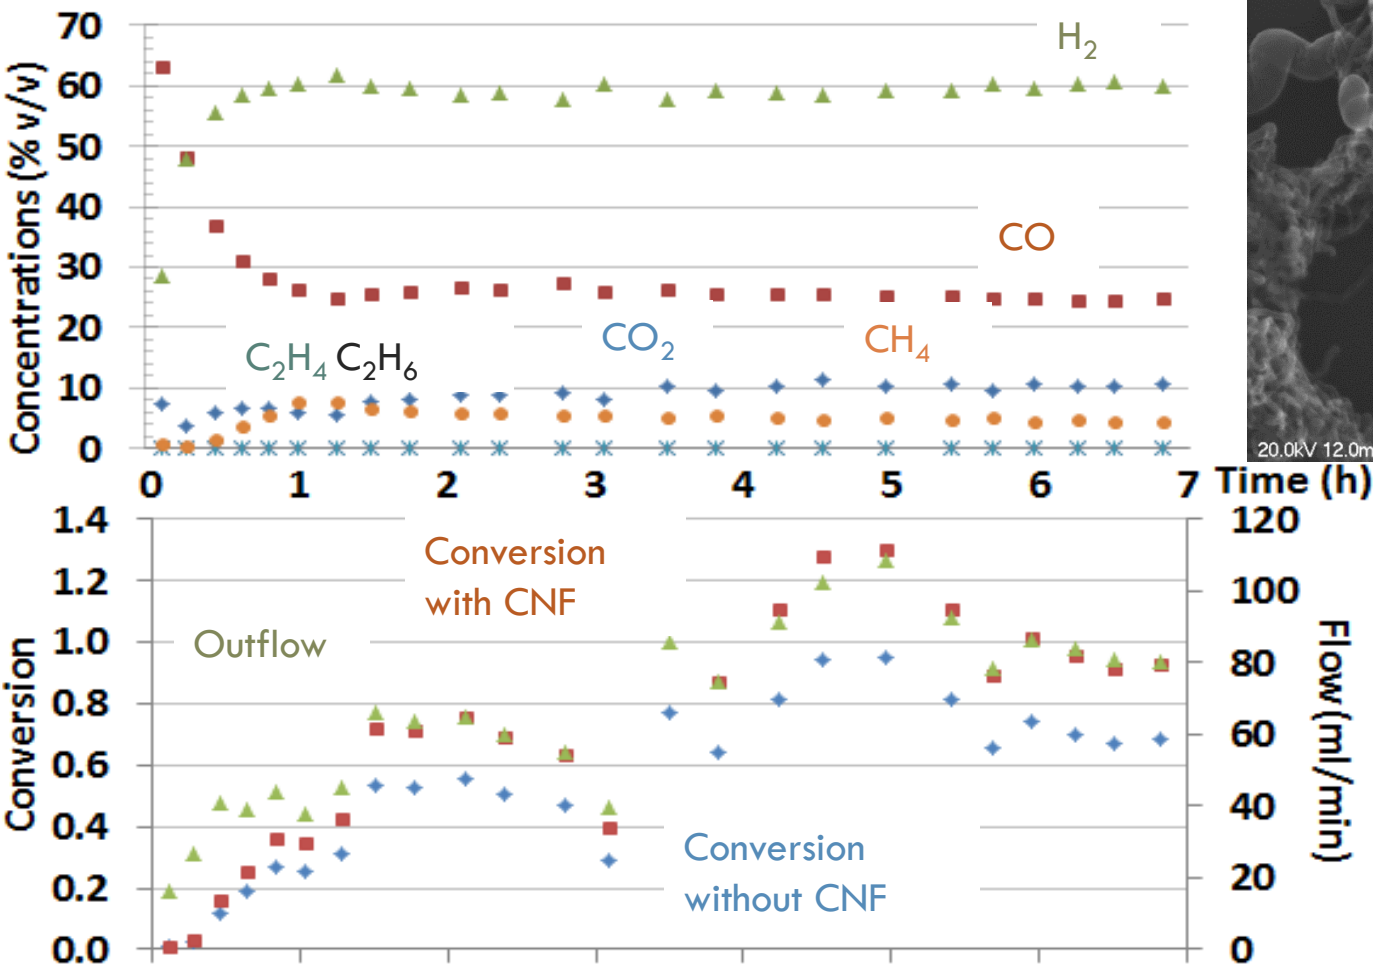 70
60
50
40
30
20
10
0
Concentrations (% v/v)
H2
CO
CO2
CH4
C2H4 C2H6
20.0kV 12.0m
0 1 2 3 4 5 6 7 Time (h)
1.4
1.2
1.0
0.8
0.6
0.4
0.2
0.0
Conversion
Conversion
with CNF
Outflow
Conversion
without CNF
120
100
80
60
40
20
0
Flow (ml/min)